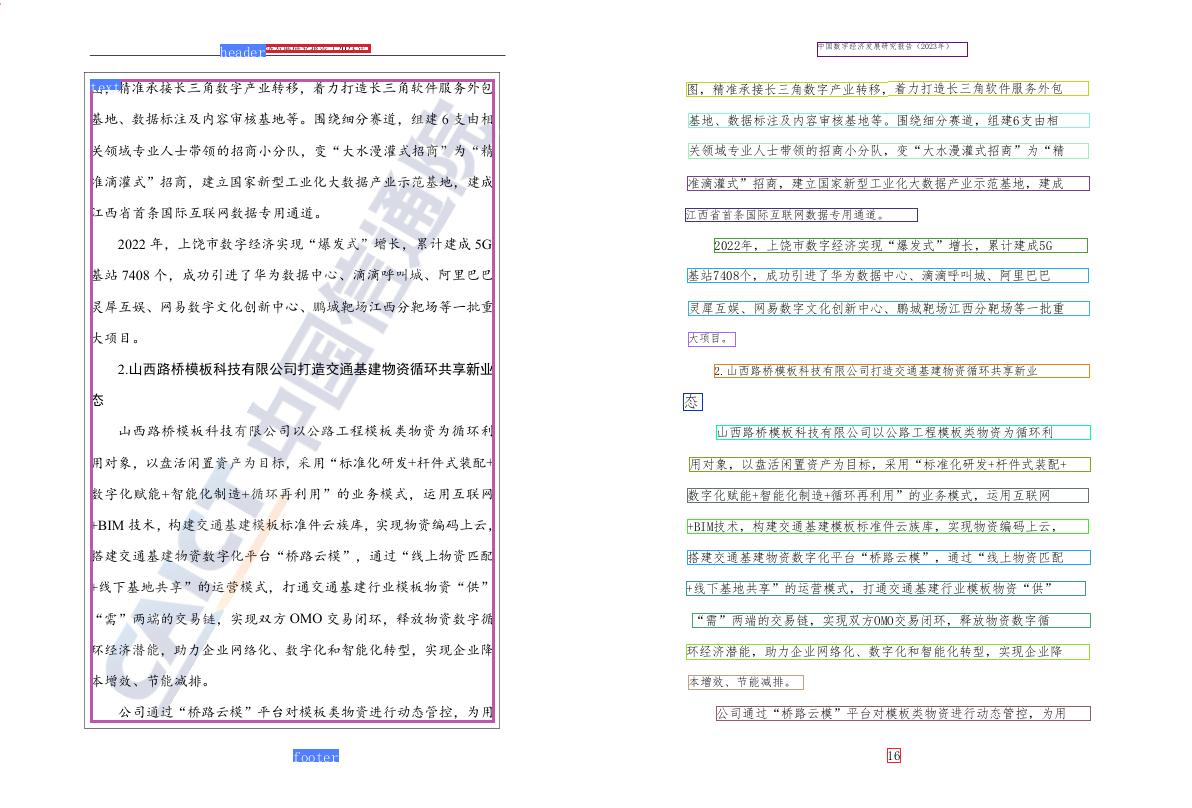 header
text
图，精准承接长三角数字产业转移，着力打造长三角软件服务外包
基地、数据标注及内容审核基地等。围绕细分赛道，组建 6 支由相
关领域专业人士带领的招商小分队，变“大水漫灌式招商”为“精
准滴灌式”招商，建立国家新型工业化大数据产业示范基地，建成
江西省首条国际互联网数据专用通道。
2022 年，上饶市数字经济实现“爆发式”增长，累计建成 5G
基站 7408 个，成功引进了华为数据中心、滴滴呼叫城、阿里巴巴
灵犀互娱、网易数字文化创新中心、鹏城靶场江西分靶场等一批重
大项目。
2.山西路桥模板科技有限公司打造交通基建物资循环共享新业
态
山西路桥模板科技有限公司以公路工程模板类物资为循环利
用对象，以盘活闲置资产为目标，采用“标准化研发+杆件式装配+
数字化赋能+智能化制造+循环再利用”的业务模式，运用互联网
+BIM 技术，构建交通基建模板标准件云族库，实现物资编码上云，
搭建交通基建物资数字化平台“桥路云模”，通过“线上物资匹配
+线下基地共享”的运营模式，打通交通基建行业模板物资“供”
“需”两端的交易链，实现双方 OMO 交易闭环，释放物资数字循
环经济潜能，助力企业网络化、数字化和智能化转型，实现企业降
本增效、节能减排。
公司通过“桥路云模”平台对模板类物资进行动态管控，为用
CAICT 中国信通院
footer
中国数字经济发展研究报告（2023年）
图，精准承接长三角数字产业转移，着力打造长三角软件服务外包
基地、数据标注及内容审核基地等。围绕细分赛道，组建6支由相
关领域专业人士带领的招商小分队，变“大水漫灌式招商”为“精
准滴灌式”招商，建立国家新型工业化大数据产业示范基地，建成
江西省首条国际互联网数据专用通道。
2022年，上饶市数字经济实现“爆发式”增长，累计建成5G
基站7408个，成功引进了华为数据中心、滴滴呼叫城、阿里巴巴
灵犀互娱、网易数字文化创新中心、鹏城靶场江西分靶场等一批重
大项目。
2.山西路桥模板科技有限公司打造交通基建物资循环共享新业
态
山西路桥模板科技有限公司以公路工程模板类物资为循环利
用对象，以盘活闲置资产为目标，采用“标准化研发+杆件式装配+
数字化赋能+智能化制造+循环再利用”的业务模式，运用互联网
+BIM技术，构建交通基建模板标准件云族库，实现物资编码上云，
搭建交通基建物资数字化平台“桥路云模”，通过“线上物资匹配
+线下基地共享”的运营模式，打通交通基建行业模板物资“供”
“需”两端的交易链，实现双方OMO交易闭环，释放物资数字循
环经济潜能，助力企业网络化、数字化和智能化转型，实现企业降
本增效、节能减排。
公司通过“桥路云模”平台对模板类物资进行动态管控，为用
16